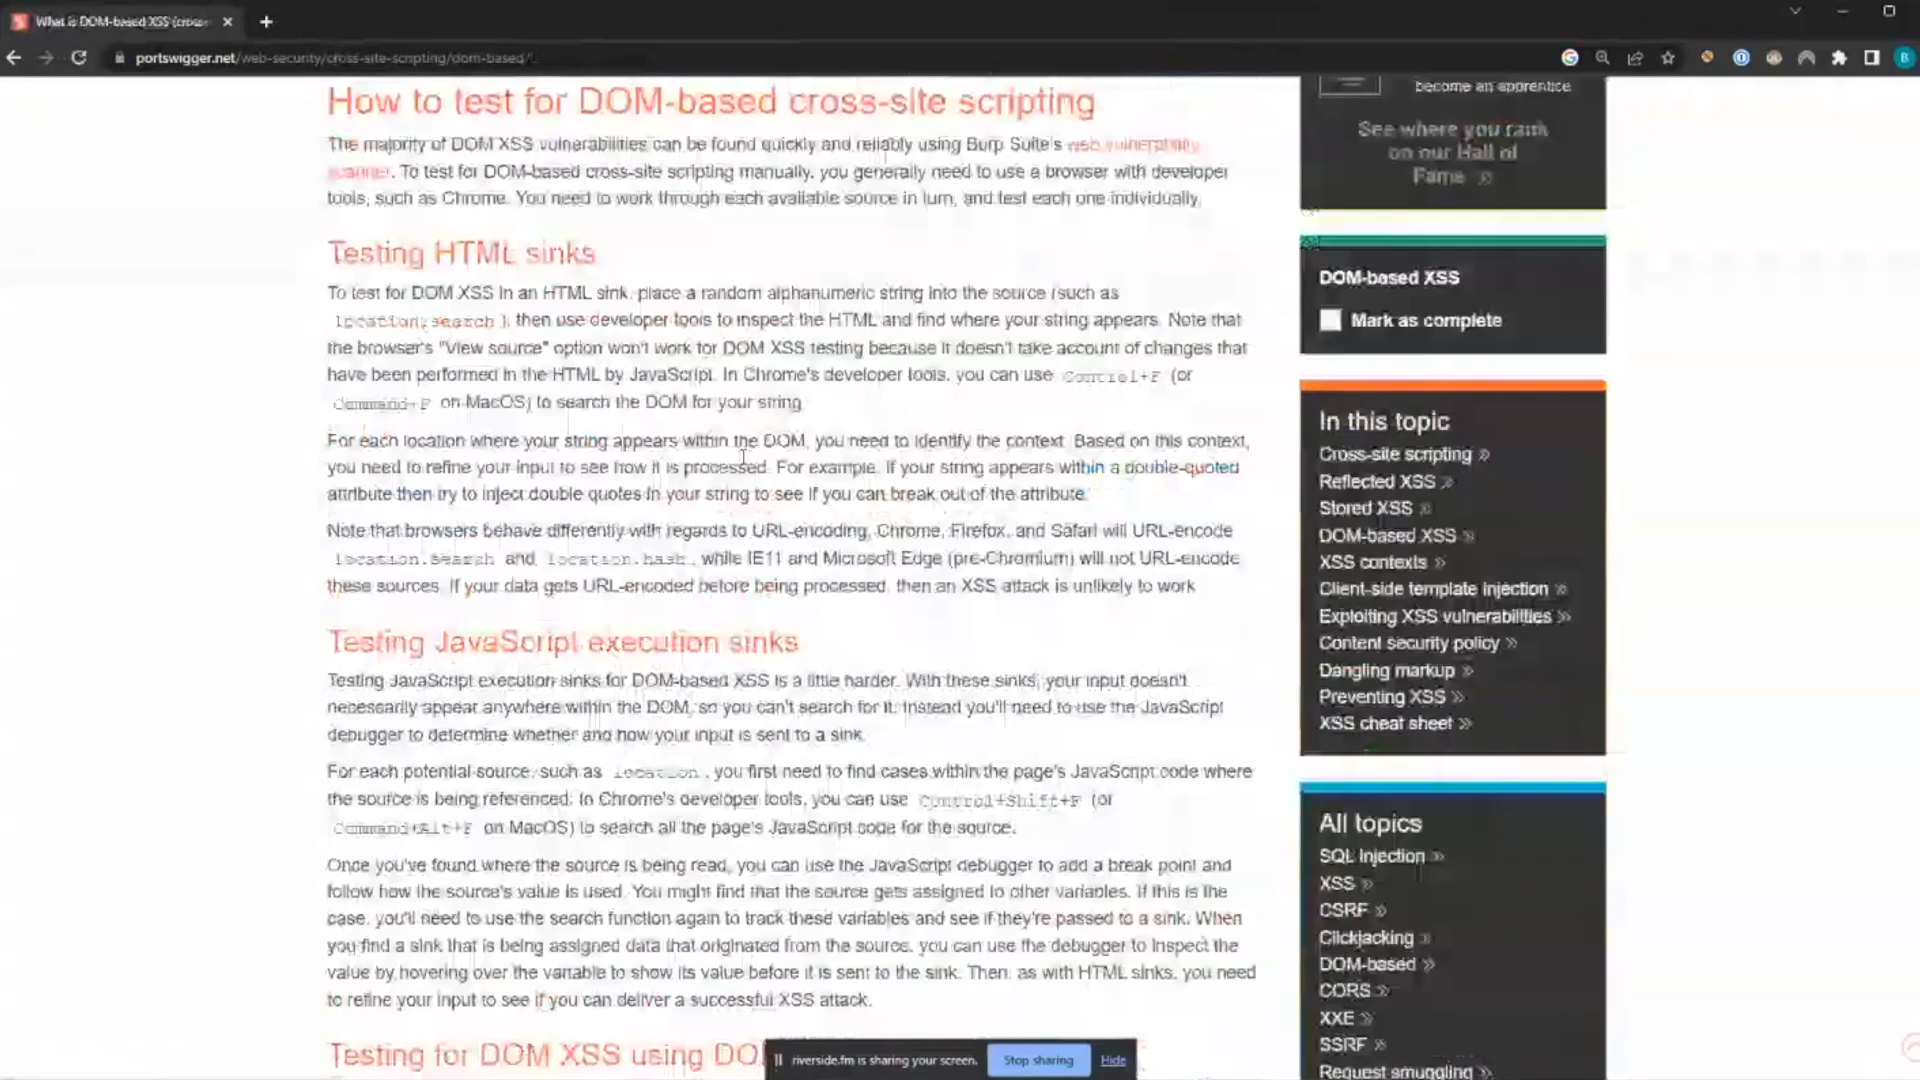 What is DOM-based XSS (cross-
portswigger.net/web-security/cross-site-scripting/dom-based/
B
How to test for DOM-based cross-site scripting
The majority of DOM XSS vulnerabilities can be found quickly and reliably using Burp Suite's web vulnerability
scanner. To test for DOM-based cross-site scripting manually, you generally need to use a browser with developer
tools, such as Chrome. You need to work through each available source in turn, and test each one individually.
Testing HTML sinks
To test for DOM XSS in an HTML sink, place a random alphanumeric string into the source (such as
location.search ), then use developer tools to inspect the HTML and find where your string appears. Note that
the browser's "View source" option won't work for DOM XSS testing because it doesn't take account of changes that
have been performed in the HTML by JavaScript. In Chrome's developer tools, you can use Control+F (or
Command+F on MacOS) to search the DOM for your string.
For each location where your string appears within the DOM, you need to identify the context. Based on this context,
you need to refine your input to see how it is processed. For example, if your string appears within a double-quoted
attribute then try to inject double quotes in your string to see if you can break out of the attribute.
Note that browsers behave differently with regards to URL-encoding, Chrome, Firefox, and Safari will URL-encode
location.search and location.hash , while IE11 and Microsoft Edge (pre-Chromium) will not URL-encode
these sources. If your data gets URL-encoded before being processed, then an XSS attack is unlikely to work.
Testing JavaScript execution sinks
Testing JavaScript execution sinks for DOM-based XSS is a little harder. With these sinks, your input doesn't
necessarily appear anywhere within the DOM, so you can't search for it. Instead you'll need to use the JavaScript
debugger to determine whether and how your input is sent to a sink.
For each potential source, such as location , you first need to find cases within the page's JavaScript code where
the source is being referenced. In Chrome's developer tools, you can use Control+Shift+F (or
Command+Alt+F on MacOS) to search all the page's JavaScript code for the source.
Once you've found where the source is being read, you can use the JavaScript debugger to add a break point and
follow how the source's value is used. You might find that the source gets assigned to other variables. If this is the
case, you'll need to use the search function again to track these variables and see if they're passed to a sink. When
you find a sink that is being assigned data that originated from the source, you can use the debugger to inspect the
value by hovering over the variable to show its value before it is sent to the sink. Then, as with HTML sinks, you need
to refine your input to see if you can deliver a successful XSS attack.
Testing for DOM XSS using DO
become an apprentice
See where you rank
on our Hall of
Fame »
DOM-based XSS
Mark as complete
In this topic
Cross-site scripting »
Reflected XSS »
Stored XSS »
DOM-based XSS »
XSS contexts »
Client-side template injection »
Exploiting XSS vulnerabilities »
Content security policy »
Dangling markup »
Preventing XSS »
XSS cheat sheet »
All topics
SQL injection »
XSS »
CSRF »
Clickjacking »
DOM-based »
CORS »
XXE »
SSRF »
Request smuggling »
riverside.fm is sharing your screen.
Stop sharing
Hide